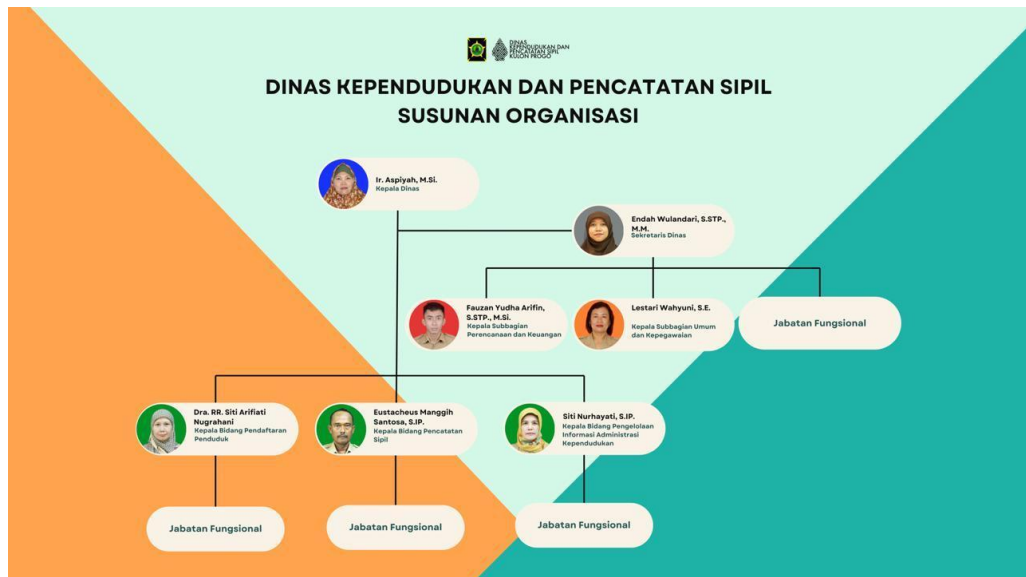 DINAS
KEPENDUDUKAN DAN
PENCATATAN SIPIL
KULON PROGO
DINAS KEPENDUDUKAN DAN PENCATATAN SIPIL
SUSUNAN ORGANISASI
Ir. Aspiyah, M.Si.
Kepala Dinas
Endah Wulandari, S.STP.,
M.M.
Sekretaris Dinas
Fauzan Yudha Arifin,
S.STP., M.Si.
Kepala Subbagian
Perencanaan dan Keuangan
Lestari Wahyuni, S.E.
Kepala Subbagian Umum
dan Kepegawaian
Jabatan Fungsional
Dra. RR. Siti Arifiati
Nugrahani
Kepala Bidang Pendaftaran
Penduduk
Eustacheus Manggih
Santosa, S.IP.
Kepala Bidang Pencatatan
Sipil
Siti Nurhayati, S.IP.
Kepala Bidang Pengelolaan
Informasi Administrasi
Kependudukan
Jabatan Fungsional
Jabatan Fungsional
Jabatan Fungsional